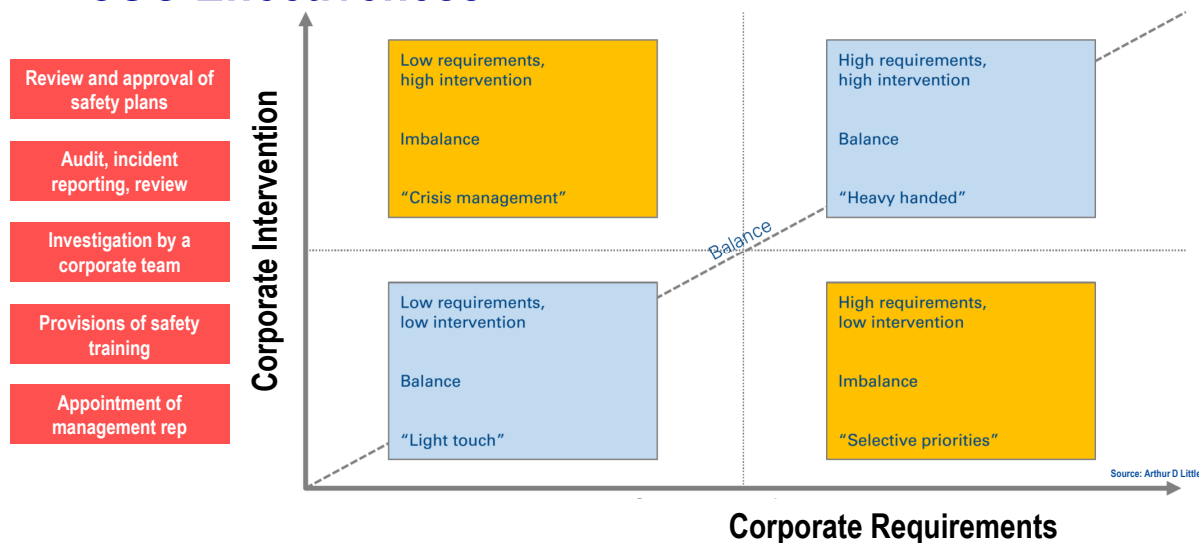 Review and approval of
safety plans
Audit, incident
reporting, review
Investigation by a
corporate team
Provisions of safety
training
Appointment of
management rep
Corporate Intervention
Low requirements,
high intervention
Imbalance
"Crisis management"
High requirements,
high intervention
Balance
"Heavy handed"
Balance
Low requirements,
low intervention
Balance
"Light touch"
High requirements,
low intervention
Imbalance
"Selective priorities"
Source: Arthur D Little
Corporate Requirements